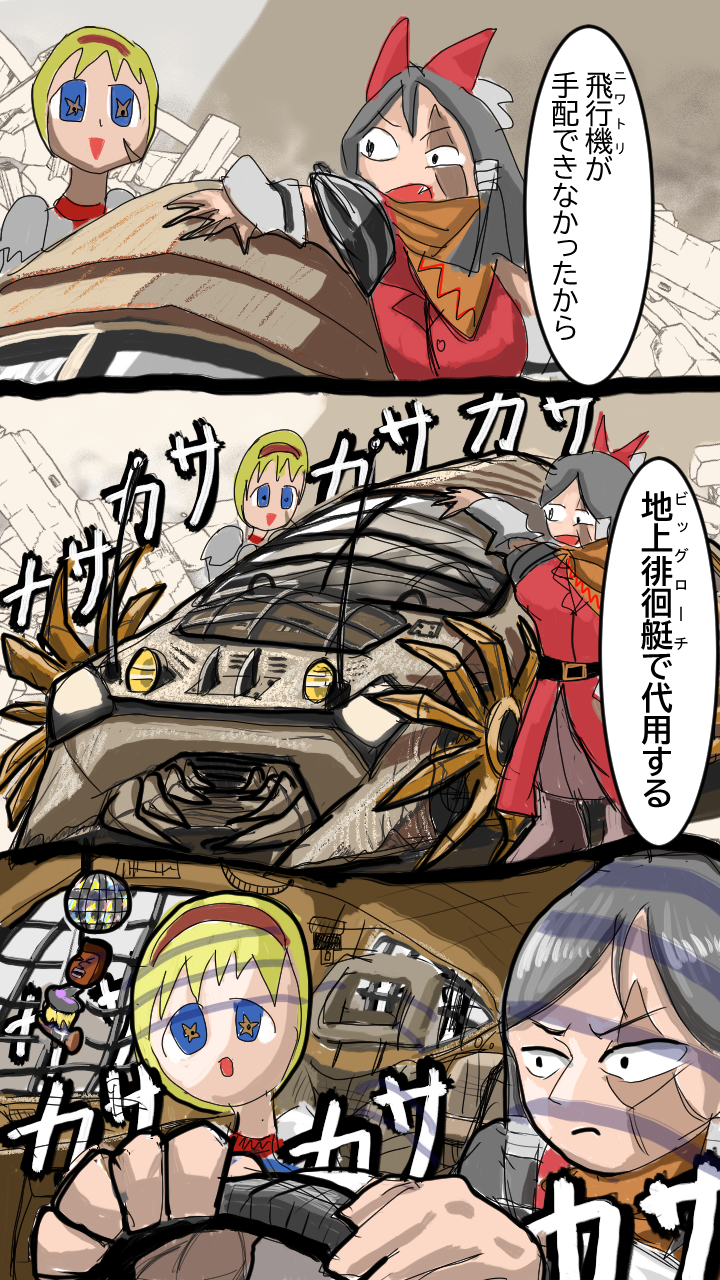 飛行機が
ニワトリ
手配できなかったから
カサカサカサ
ナサ
地上徘徊艇で代用する
ビッグローチ
カサ
カサ
カサ
カサ